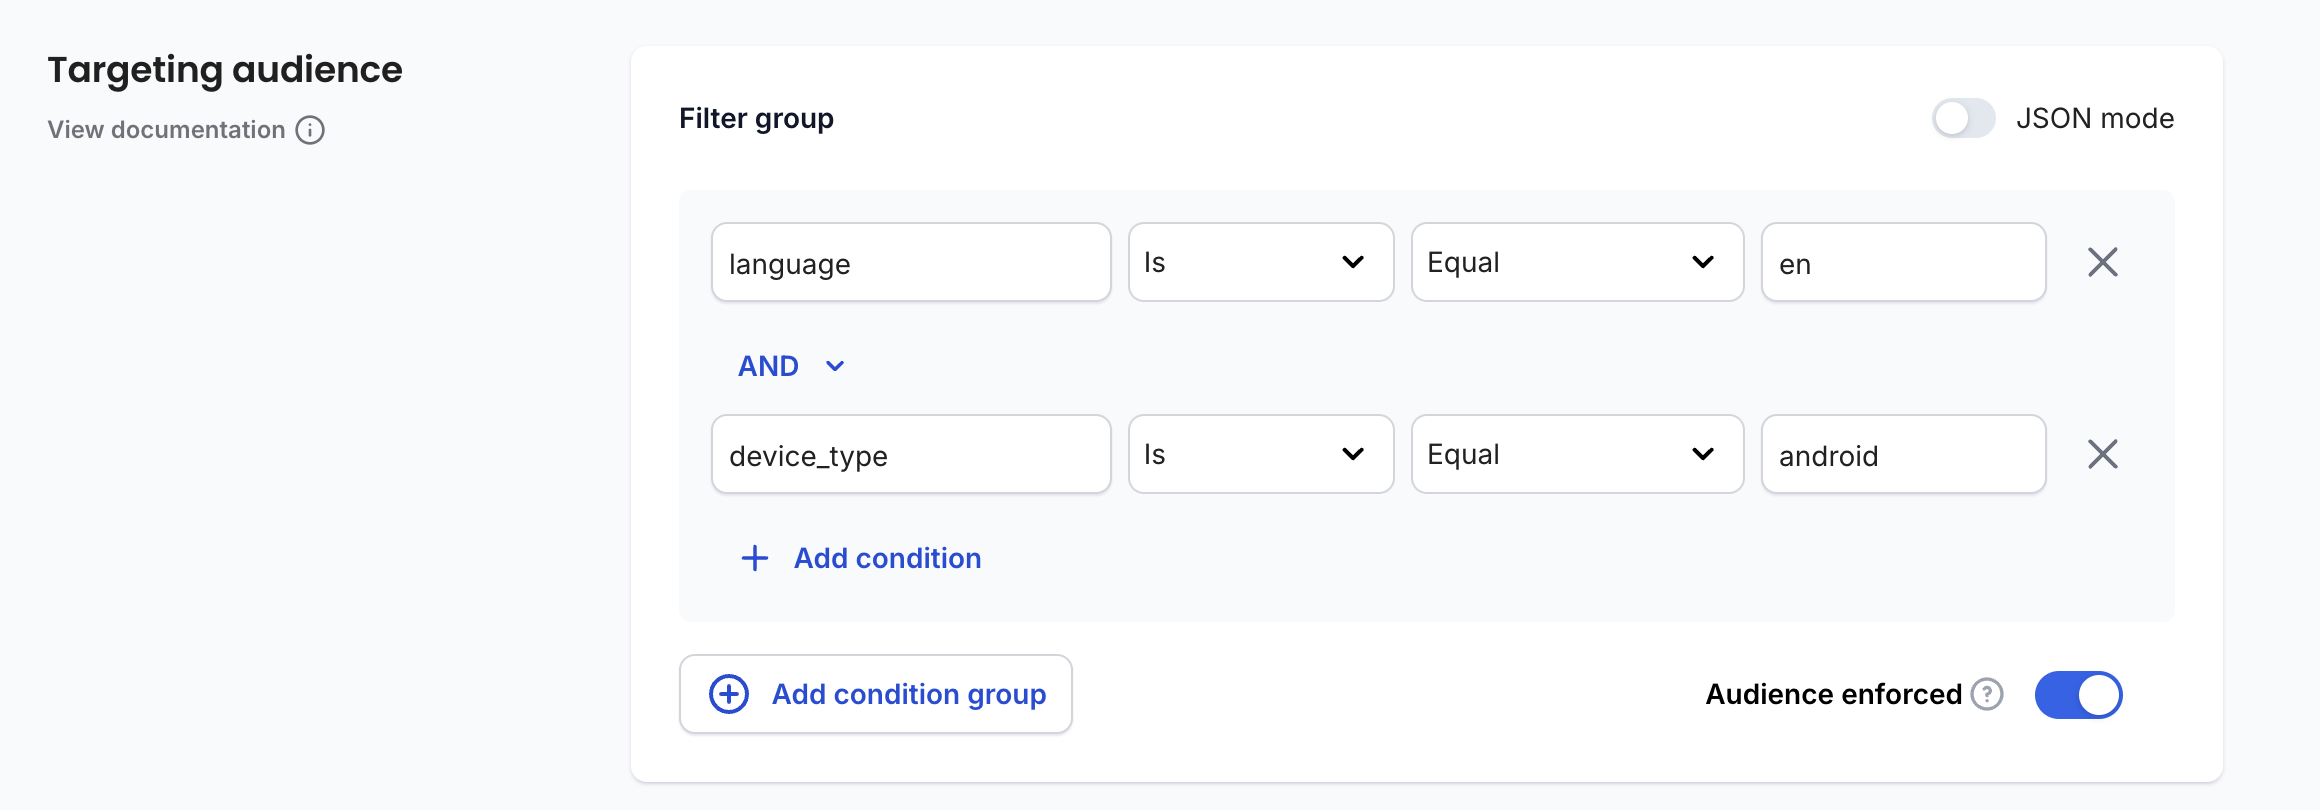 Targeting audience
View documentation
Filter group
JSON mode
language Is Equal en
AND
device_type Is Equal android
Add condition
Add condition group
Audience enforced